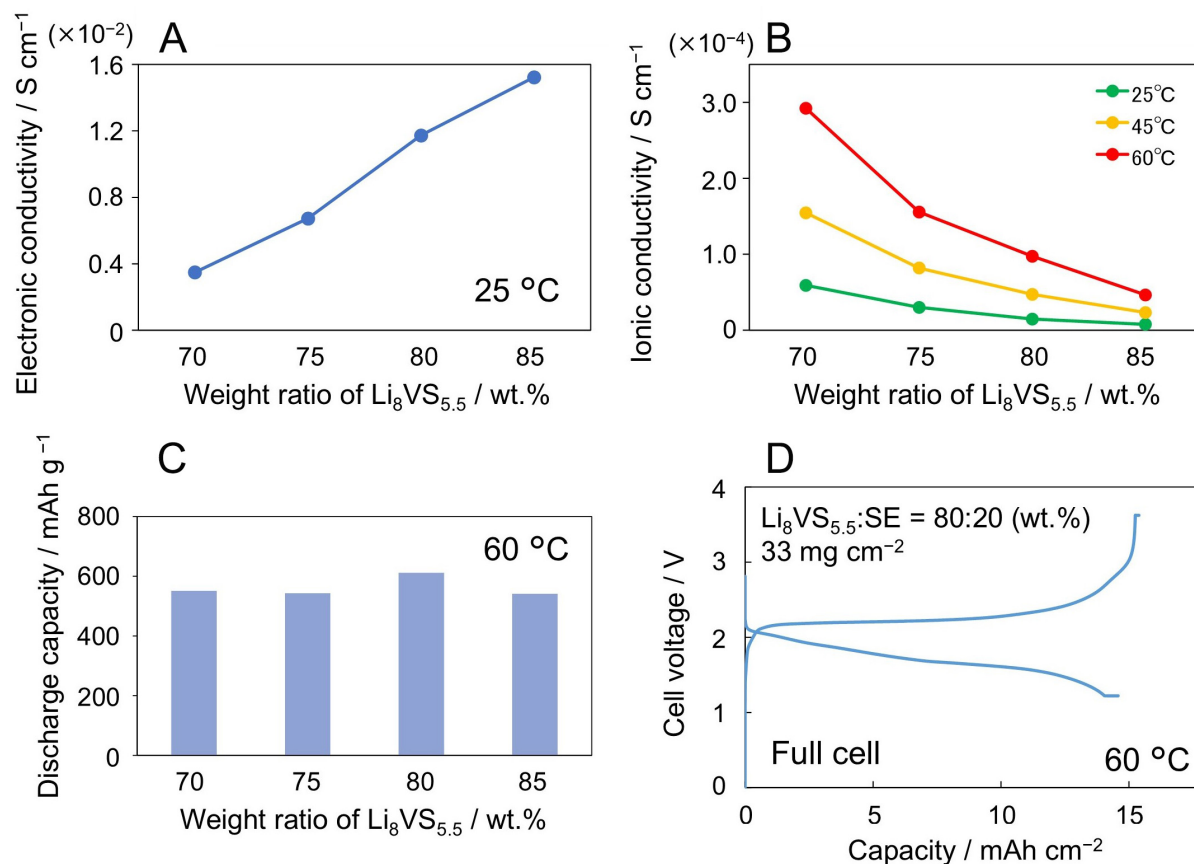 A
(×10⁻²)
Electronic conductivity / S cm⁻¹
1.6
1.2
0.8
0.4
0
25 °C
70 75 80 85
Weight ratio of Li₈VS₅.₅ / wt.%
B
(×10⁻⁴)
Ionic conductivity / S cm⁻¹
3.0
2.0
1.0
0
25℃
45℃
60℃
70 75 80 85
Weight ratio of Li₈VS₅.₅ / wt.%
C
Discharge capacity / mAh g⁻¹
800
600
400
200
0
60 °C
70 75 80 85
Weight ratio of Li₈VS₅.₅ / wt.%
D
Cell voltage / V
4
3
2
1
0
Li₈VS₅.₅:SE = 80:20 (wt.%)
33 mg cm⁻²
Full cell
60 °C
0 5 10 15
Capacity / mAh cm⁻²